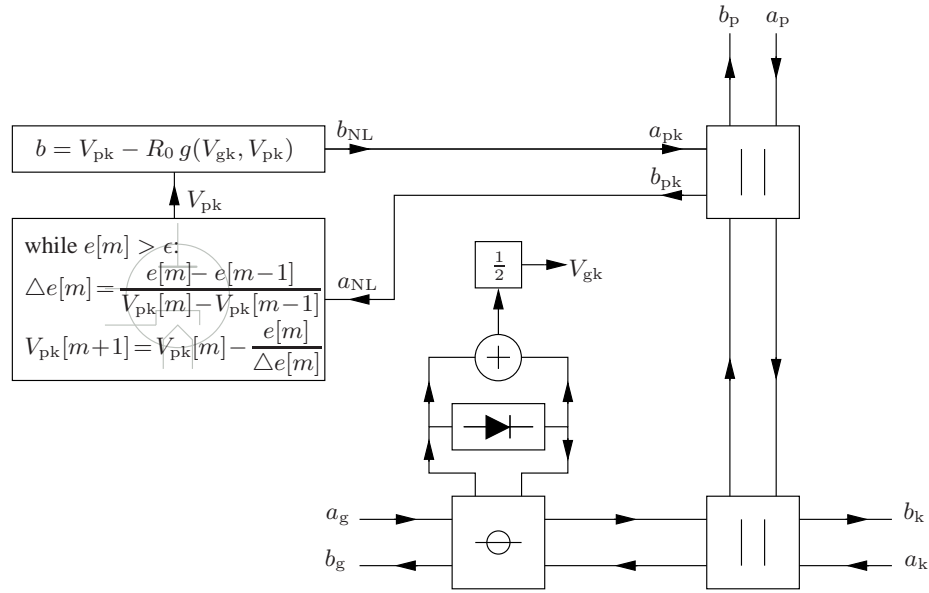 b_p a_p
b = V_pk − R_0 g(V_gk, V_pk)
b_NL
a_pk
b_pk
V_pk
while e[m] > ϵ:
△e[m] = (e[m] − e[m−1]) / (V_pk[m] − V_pk[m−1])
V_pk[m+1] = V_pk[m] − e[m] / △e[m]
a_NL
1/2
V_gk
+
a_g
b_g
b_k
a_k